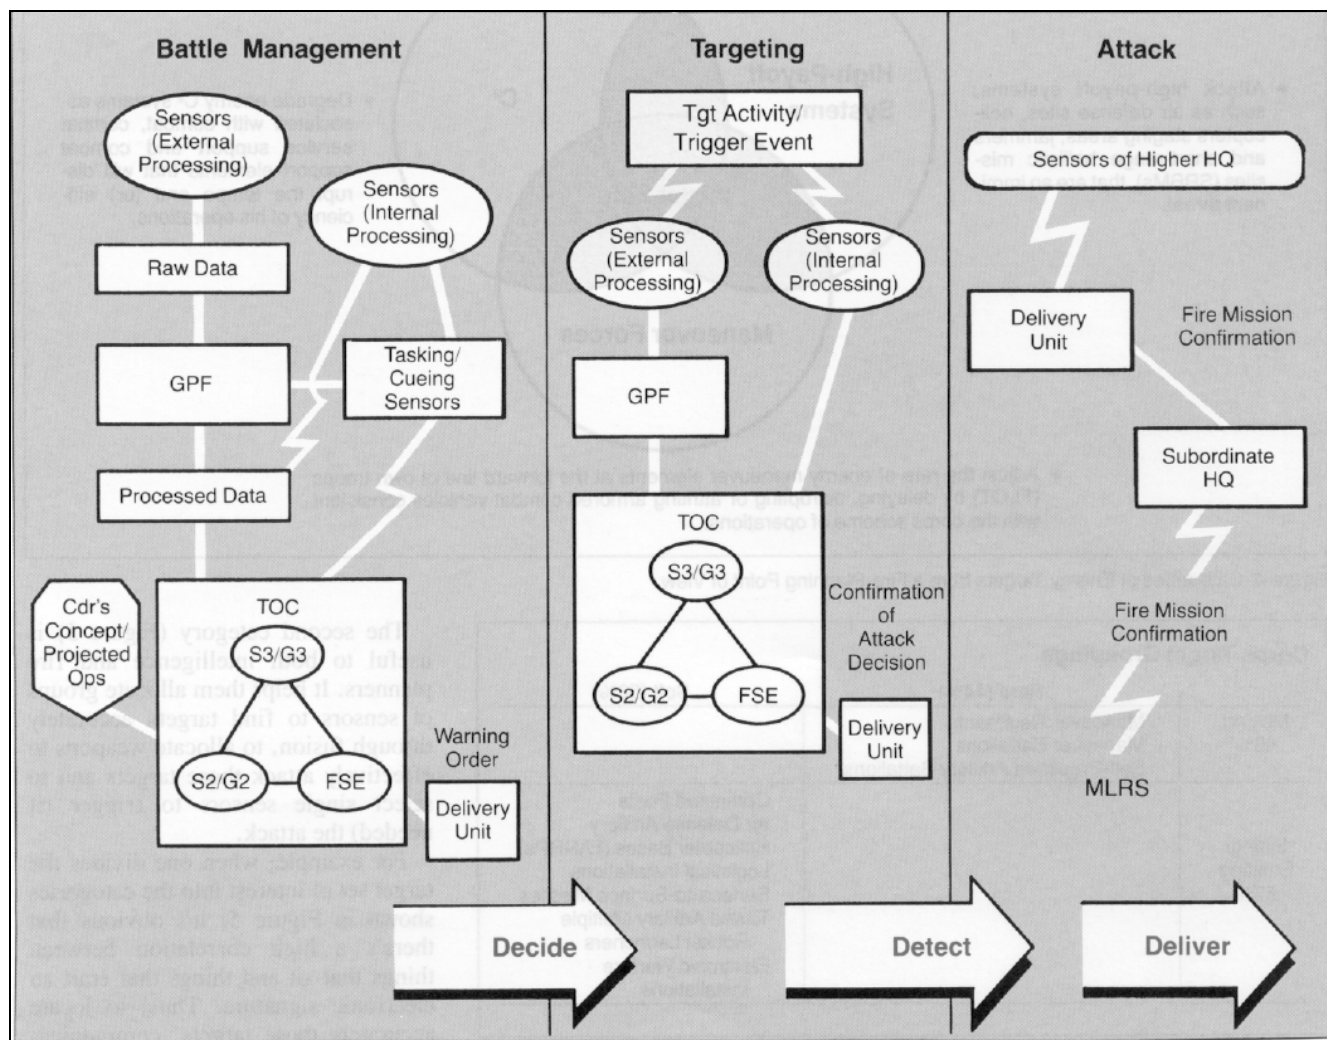 Battle Management
Sensors
(External
Processing)
Sensors
(Internal
Processing)
Raw Data
GPF
Tasking/
Cueing
Sensors
Processed Data
Cdr's
Concept/
Projected
Ops
TOC
S3/G3
S2/G2
FSE
Warning
Order
Delivery
Unit
Decide
Targeting
Tgt Activity/
Trigger Event
Sensors
(External
Processing)
Sensors
(Internal
Processing)
GPF
TOC
S3/G3
S2/G2
FSE
Confirmation
of
Attack
Decision
Delivery
Unit
Detect
Attack
Sensors of Higher HQ
Delivery
Unit
Fire Mission
Confirmation
Subordinate
HQ
Fire Mission
Confirmation
MLRS
Deliver